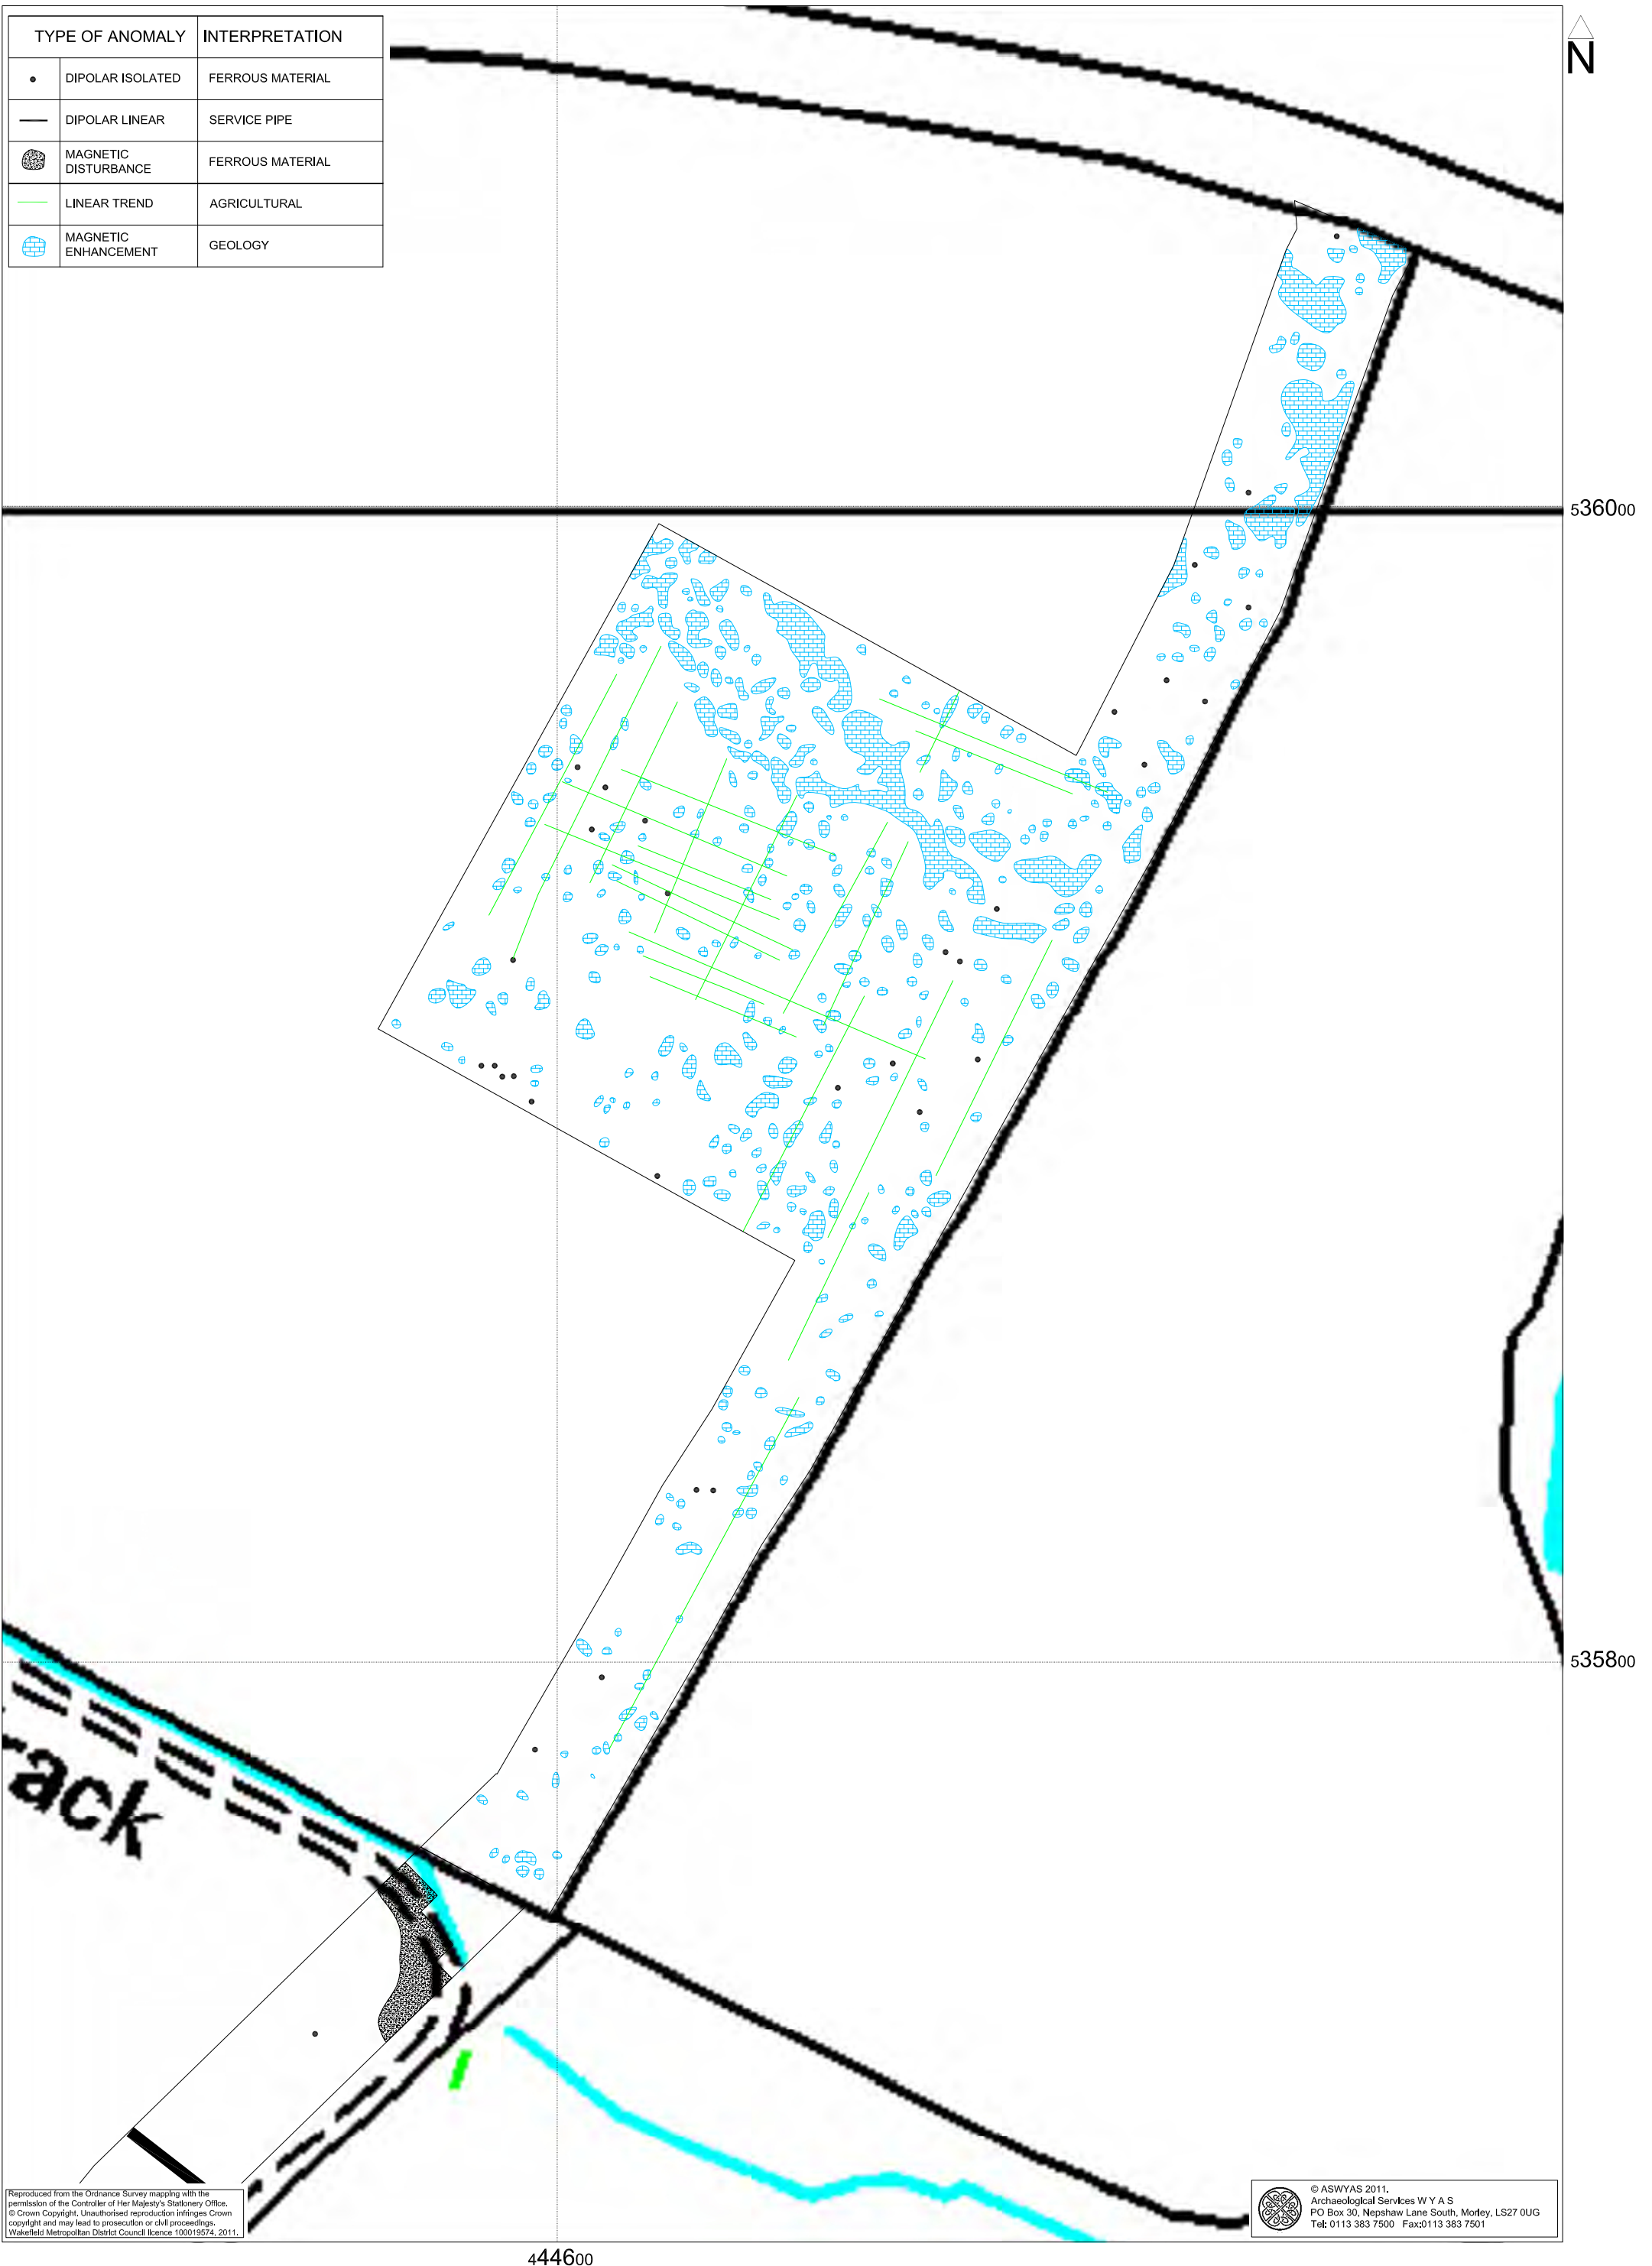 TYPE OF ANOMALY INTERPRETATION
DIPOLAR ISOLATED FERROUS MATERIAL
DIPOLAR LINEAR SERVICE PIPE
MAGNETIC
DISTURBANCE
FERROUS MATERIAL
LINEAR TREND AGRICULTURAL
MAGNETIC
ENHANCEMENT
GEOLOGY
N
536000
535800
rack
Reproduced from the Ordnance Survey mapping with the
permission of the Controller of Her Majesty's Stationery Office.
© Crown Copyright. Unauthorised reproduction infringes Crown
copyright and may lead to prosecution or civil proceedings.
Wakefield Metropolitan District Council licence 100019574, 2011.
© ASWYAS 2011.
Archaeological Services W Y A S
PO Box 30, Nepshaw Lane South, Morley, LS27 0UG
Tel: 0113 383 7500 Fax:0113 383 7501
444600